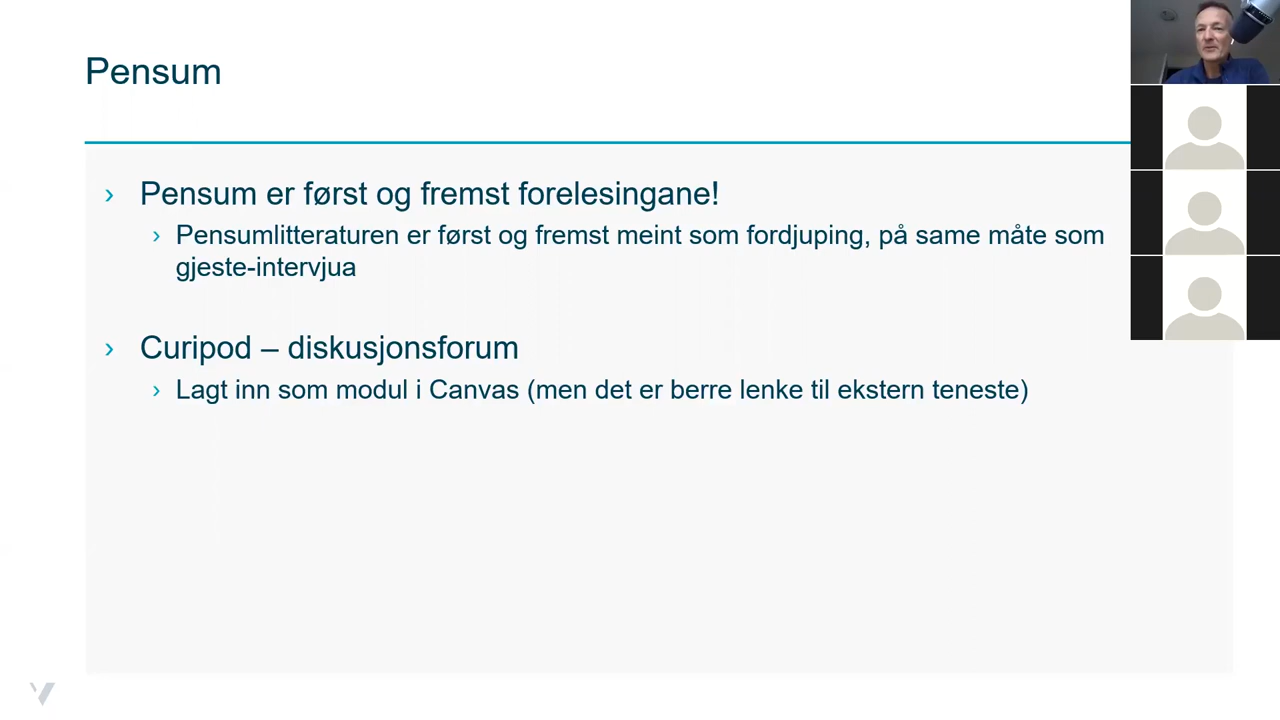 Pensum
› Pensum er først og fremst forelesingane!
› Pensumlitteraturen er først og fremst meint som fordjuping, på same måte som
gjeste-intervjua
› Curipod – diskusjonsforum
› Lagt inn som modul i Canvas (men det er berre lenke til ekstern teneste)